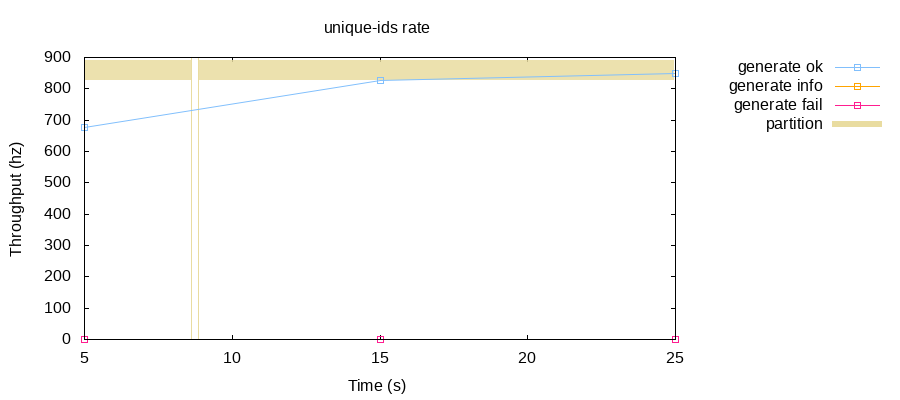 unique-ids rate
900
800
700
600
500
400
300
200
100
0
5
10
15
20
25
Throughput (hz)
Time (s)
generate ok
generate info
generate fail
partition